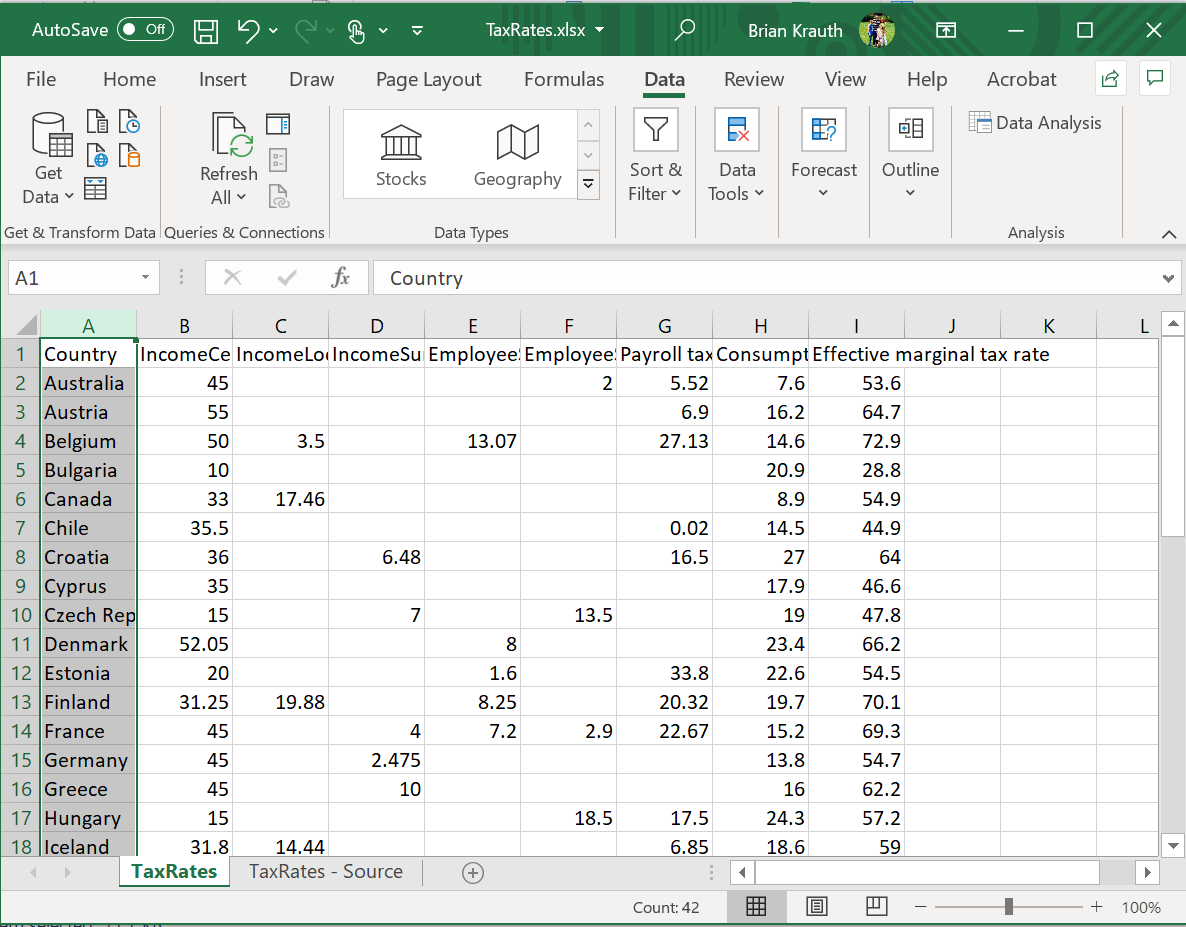 AutoSave Off TaxRates.xlsx Brian Krauth
File Home Insert Draw Page Layout Formulas Data Review View Help Acrobat
Get Data Refresh All Stocks Geography Sort & Filter Data Tools Forecast Outline Data Analysis
Get & Transform Data Queries & Connections Data Types Analysis
A1 fx Country
A B C D E F G H I J K L
1 Country IncomeCe IncomeLo IncomeSu Employee Employee Payroll tax Consumpt Effective marginal tax rate
2 Australia 45 2 5.52 7.6 53.6
3 Austria 55 6.9 16.2 64.7
4 Belgium 50 3.5 13.07 27.13 14.6 72.9
5 Bulgaria 10 20.9 28.8
6 Canada 33 17.46 8.9 54.9
7 Chile 35.5 0.02 14.5 44.9
8 Croatia 36 6.48 16.5 27 64
9 Cyprus 35 17.9 46.6
10 Czech Rep 15 7 13.5 19 47.8
11 Denmark 52.05 8 23.4 66.2
12 Estonia 20 1.6 33.8 22.6 54.5
13 Finland 31.25 19.88 8.25 20.32 19.7 70.1
14 France 45 4 7.2 2.9 22.67 15.2 69.3
15 Germany 45 2.475 13.8 54.7
16 Greece 45 10 16 62.2
17 Hungary 15 18.5 17.5 24.3 57.2
18 Iceland 31.8 14.44 6.85 18.6 59
TaxRates TaxRates - Source
Count: 42 100%